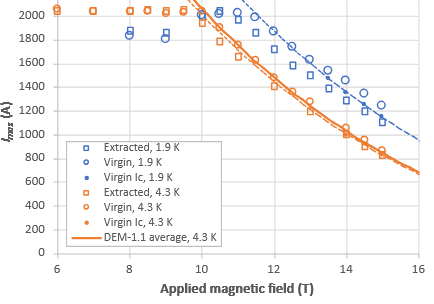 2000
1800
1600
1400
1200
1000
800
600
400
200
0
I_max (A)
Extracted, 1.9 K
Virgin, 1.9 K
Virgin Ic, 1.9 K
Extracted, 4.3 K
Virgin, 4.3 K
Virgin Ic, 4.3 K
DEM-1.1 average, 4.3 K
6 8 10 12 14 16
Applied magnetic field (T)